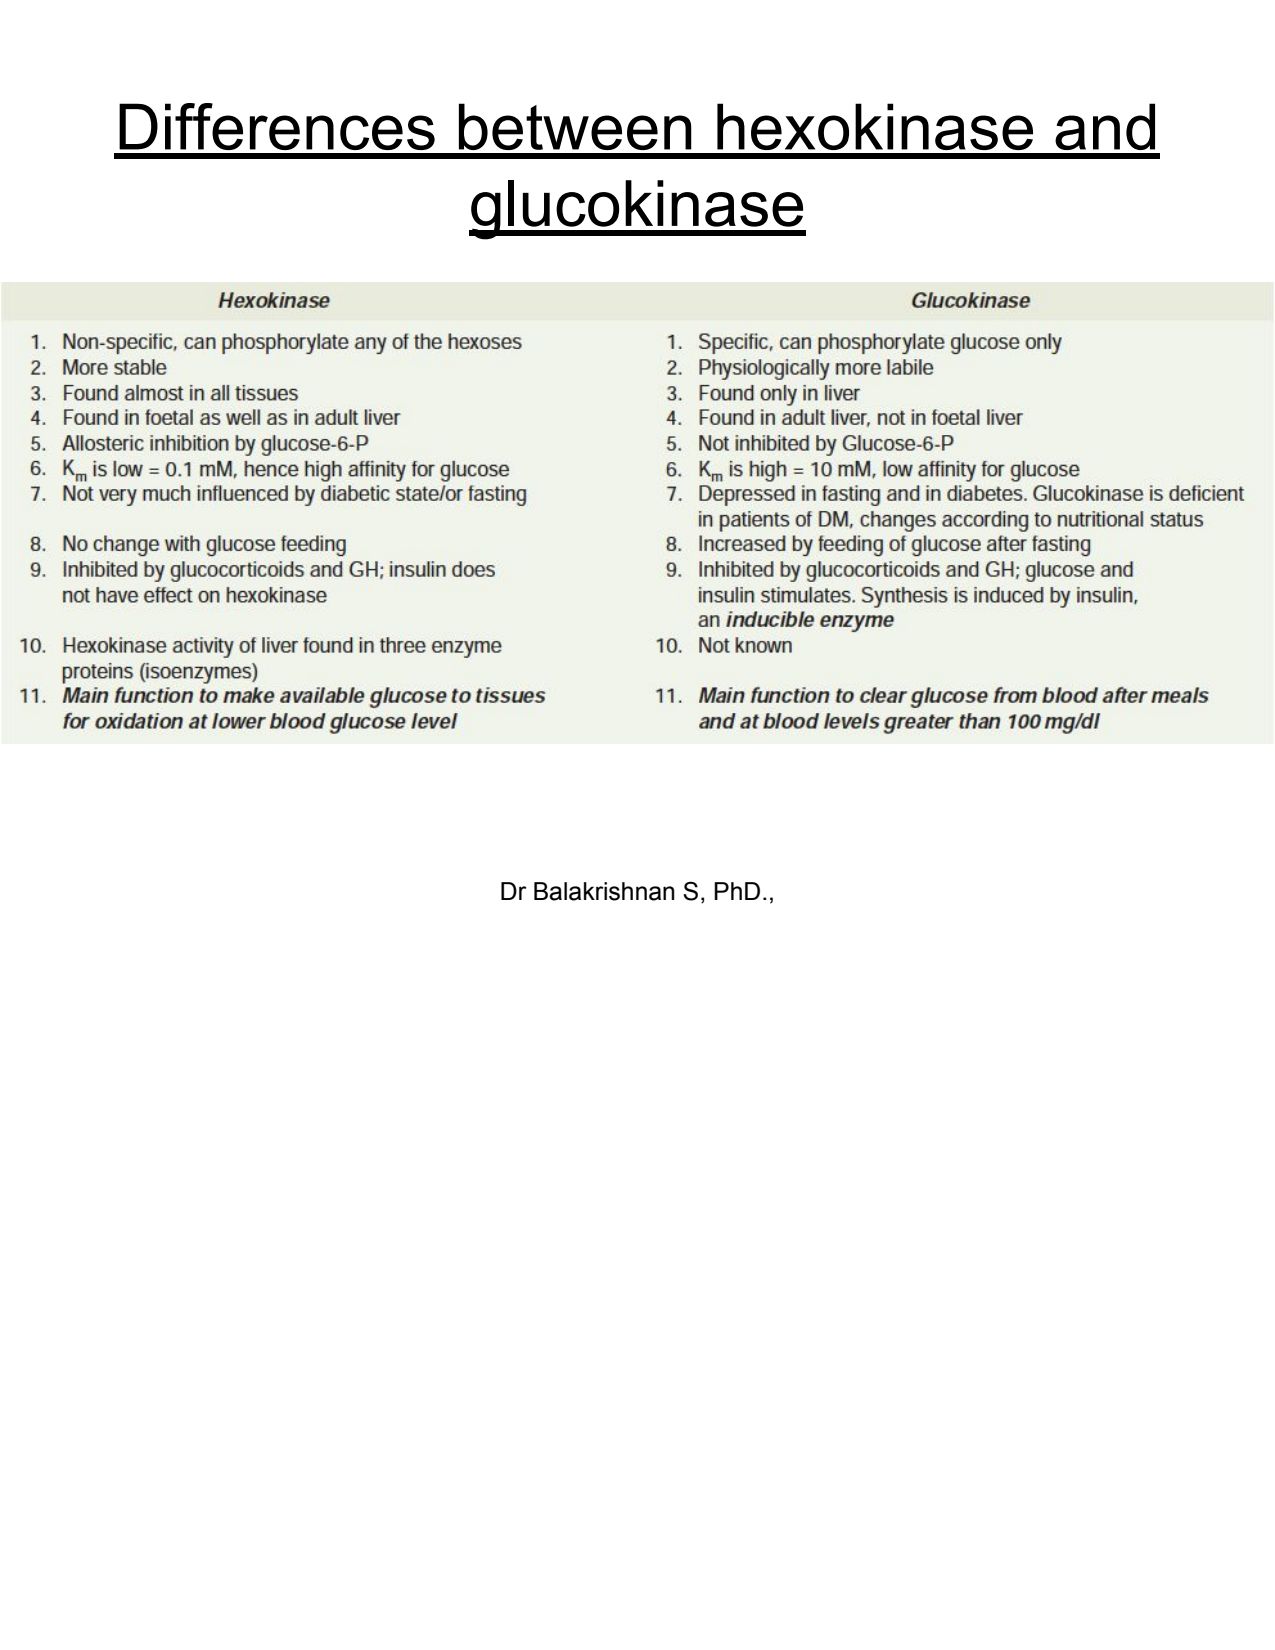 Differences between hexokinase and
glucokinase
Hexokinase
1. Non-specific, can phosphorylate any of the hexoses
2. More stable
3. Found almost in all tissues
4. Found in foetal as well as in adult liver
5. Allosteric inhibition by glucose-6-P
6. Km is low = 0.1 mM, hence high affinity for glucose
7. Not very much influenced by diabetic state/or fasting
8. No change with glucose feeding
9. Inhibited by glucocorticoids and GH; insulin does
not have effect on hexokinase
10. Hexokinase activity of liver found in three enzyme
proteins (isoenzymes)
11. Main function to make available glucose to tissues
for oxidation at lower blood glucose level
Glucokinase
1. Specific, can phosphorylate glucose only
2. Physiologically more labile
3. Found only in liver
4. Found in adult liver, not in foetal liver
5. Not inhibited by Glucose-6-P
6. Km is high = 10 mM, low affinity for glucose
7. Depressed in fasting and in diabetes. Glucokinase is deficient
in patients of DM, changes according to nutritional status
8. Increased by feeding of glucose after fasting
9. Inhibited by glucocorticoids and GH; glucose and
insulin stimulates. Synthesis is induced by insulin,
an inducible enzyme
10. Not known
11. Main function to clear glucose from blood after meals
and at blood levels greater than 100 mg/dl
Dr Balakrishnan S, PhD.,